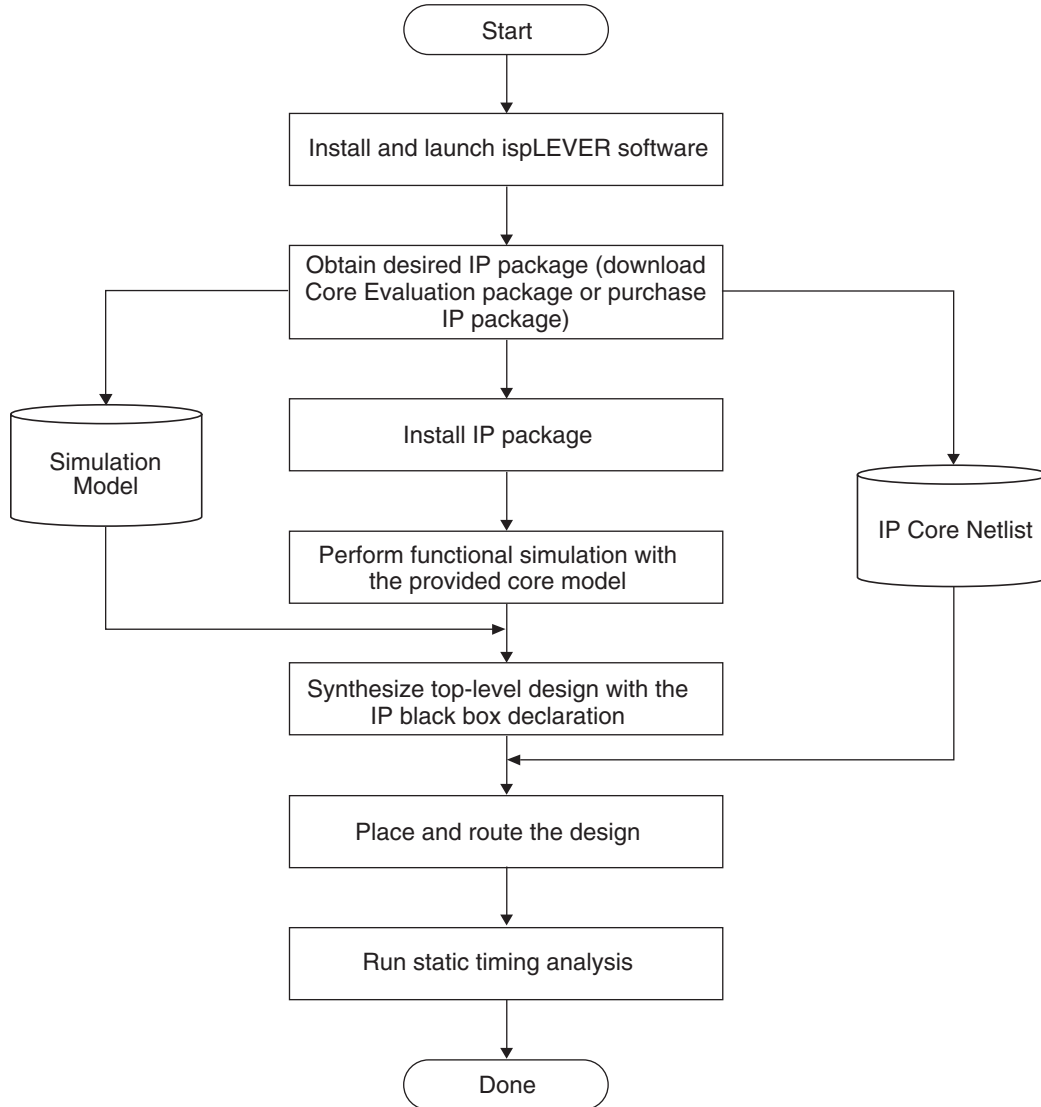 Start
Install and launch ispLEVER software
Obtain desired IP package (download
Core Evaluation package or purchase
IP package)
Install IP package
Simulation
Model
IP Core Netlist
Perform functional simulation with
the provided core model
Synthesize top-level design with the
IP black box declaration
Place and route the design
Run static timing analysis
Done